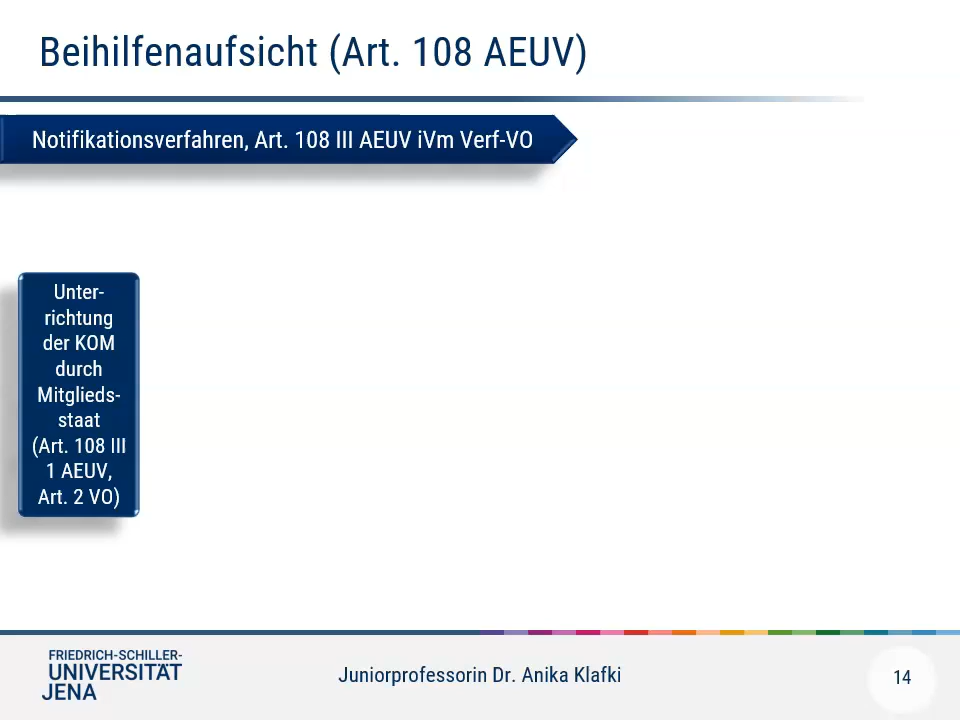 Beihilfenaufsicht (Art. 108 AEUV)
Notifikationsverfahren, Art. 108 III AEUV iVm Verf-VO
Unter-
richtung
der KOM
durch
Mitglieds-
staat
(Art. 108 III
1 AEUV,
Art. 2 VO)
FRIEDRICH-SCHILLER-
UNIVERSITÄT
JENA
Juniorprofessorin Dr. Anika Klafki
14